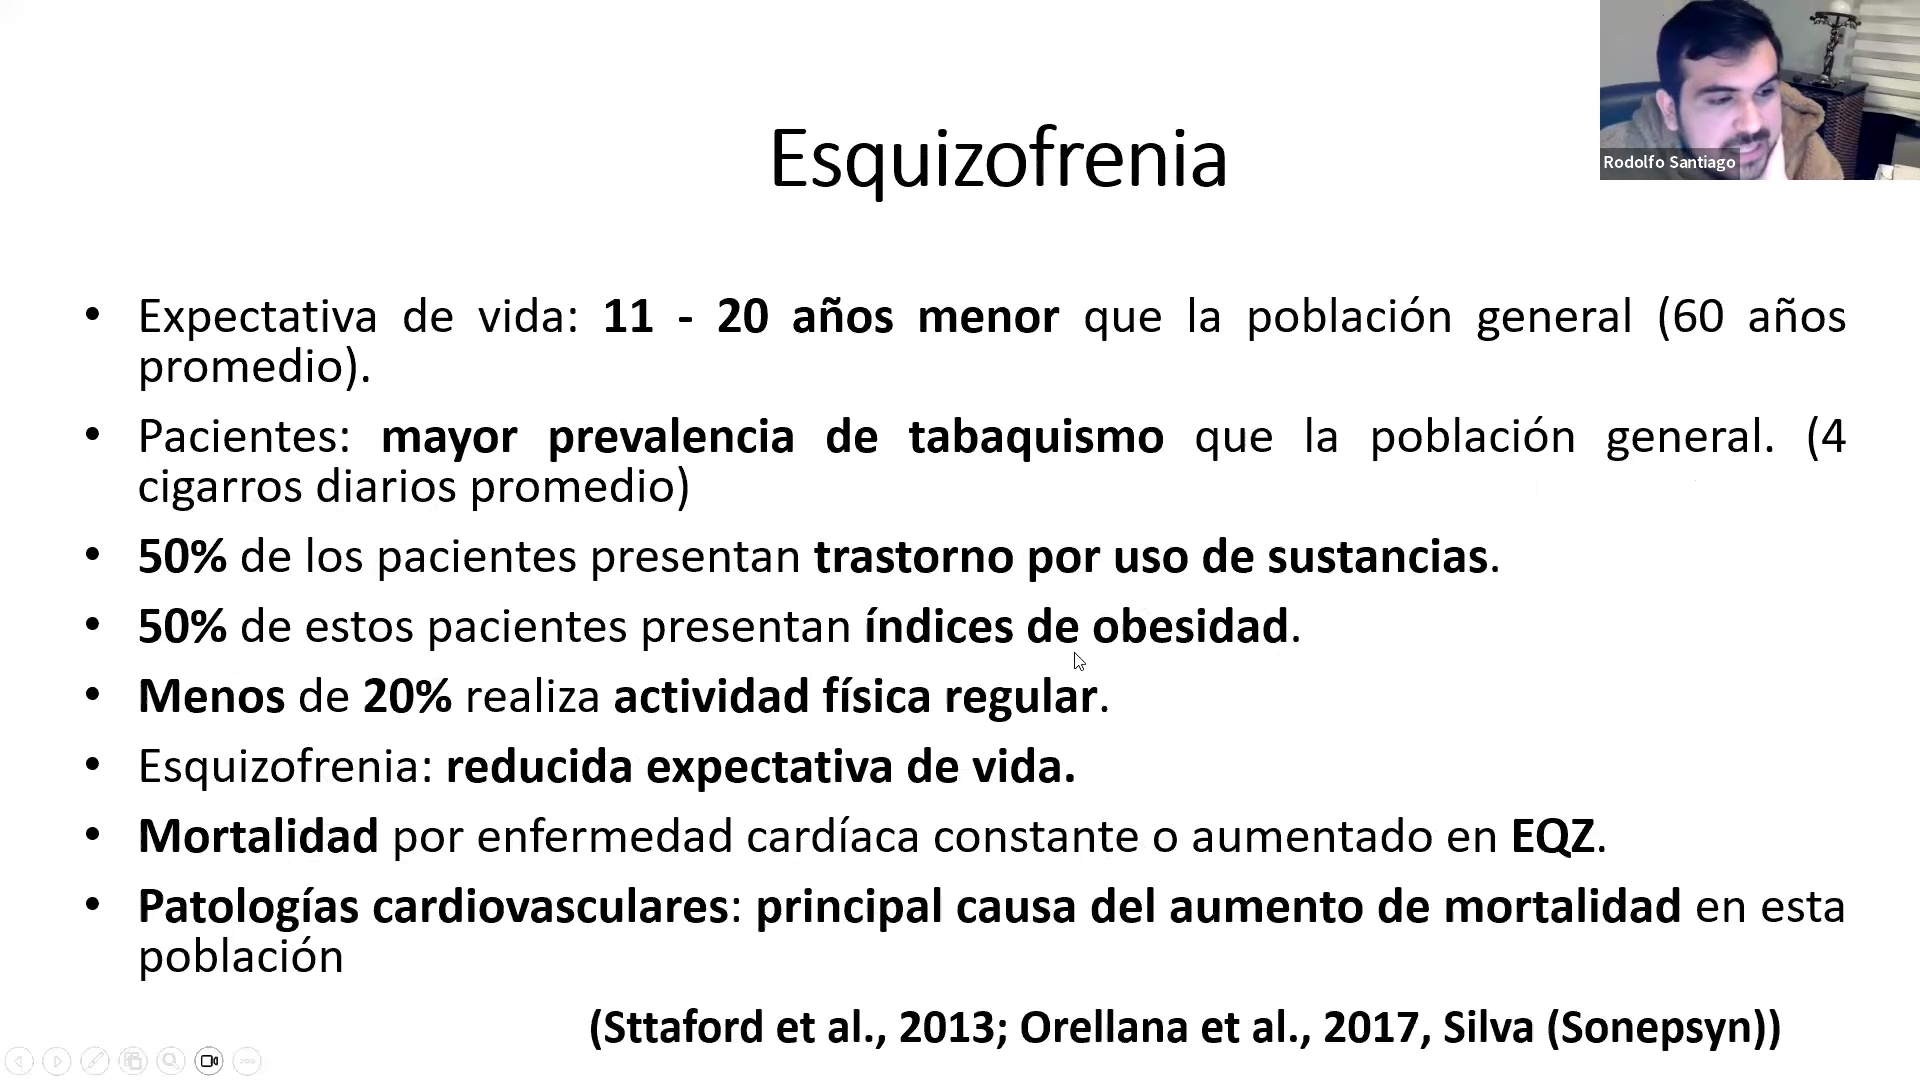 Esquizofrenia
Rodolfo Santiago
• Expectativa de vida: 11 - 20 años menor que la población general (60 años
promedio).
• Pacientes: mayor prevalencia de tabaquismo que la población general. (4
cigarros diarios promedio)
• 50% de los pacientes presentan trastorno por uso de sustancias.
• 50% de estos pacientes presentan índices de obesidad.
• Menos de 20% realiza actividad física regular.
• Esquizofrenia: reducida expectativa de vida.
• Mortalidad por enfermedad cardíaca constante o aumentado en EQZ.
• Patologías cardiovasculares: principal causa del aumento de mortalidad en esta
población
(Sttaford et al., 2013; Orellana et al., 2017, Silva (Sonepsyn))